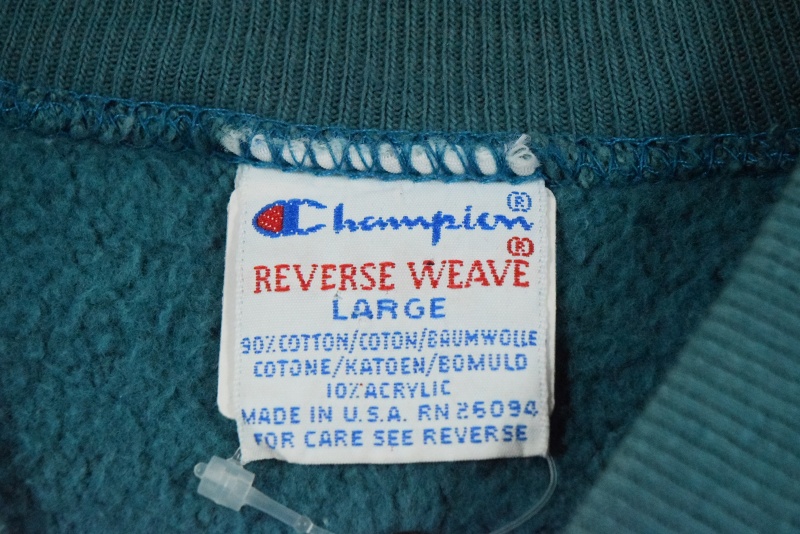 Champion®
REVERSE WEAVE®
LARGE
90% COTTON/COTON/BAUMWOLLE
COTONE/KATOEN/BOMULD
10% ACRYLIC
MADE IN U.S.A. RN 26094
FOR CARE SEE REVERSE